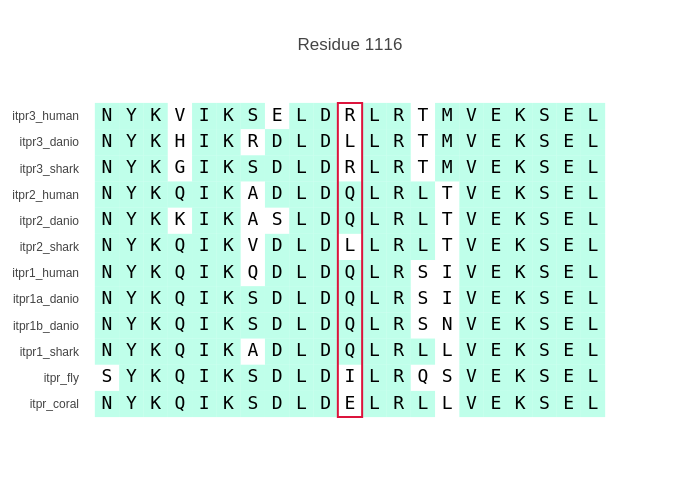 Residue 1116
itpr3_human N Y K V I K S E L D R L R T M V E K S E L
itpr3_danio N Y K H I K R D L D L L R T M V E K S E L
itpr3_shark N Y K G I K S D L D R L R T M V E K S E L
itpr2_human N Y K Q I K A D L D Q L R L T V E K S E L
itpr2_danio N Y K K I K A S L D Q L R L T V E K S E L
itpr2_shark N Y K Q I K V D L D L L R L T V E K S E L
itpr1_human N Y K Q I K Q D L D Q L R S I V E K S E L
itpr1a_danio N Y K Q I K S D L D Q L R S I V E K S E L
itpr1b_danio N Y K Q I K S D L D Q L R S N V E K S E L
itpr1_shark N Y K Q I K A D L D Q L R L L V E K S E L
itpr_fly S Y K Q I K S D L D I L R Q S V E K S E L
itpr_coral N Y K Q I K S D L D E L R L L V E K S E L